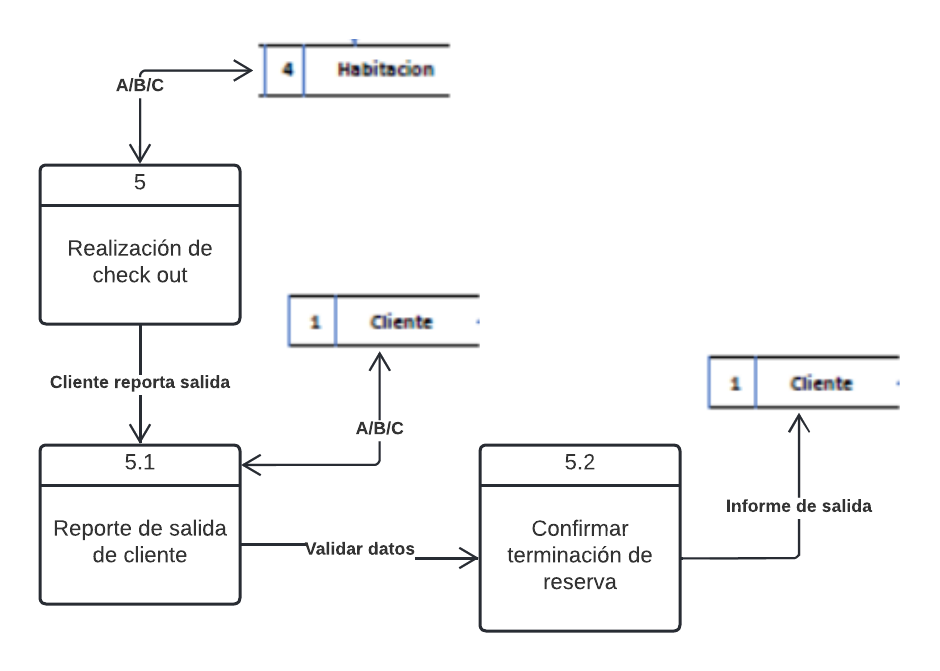 4 Habitacion
A/B/C
5
Realización de
check out
1 Cliente
Cliente reporta salida
1 Cliente
A/B/C
5.1
5.2
Informe de salida
Reporte de salida
de cliente
Validar datos
Confirmar
terminación de
reserva